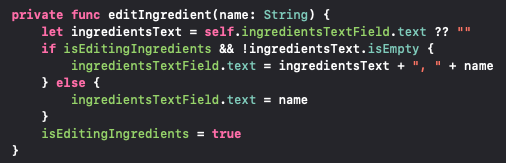 private func editIngredient(name: String) {
    let ingredientsText = self.ingredientsTextField.text ?? ""
    if isEditingIngredients && !ingredientsText.isEmpty {
        ingredientsTextField.text = ingredientsText + ", " + name
    } else {
        ingredientsTextField.text = name
    }
    isEditingIngredients = true
}